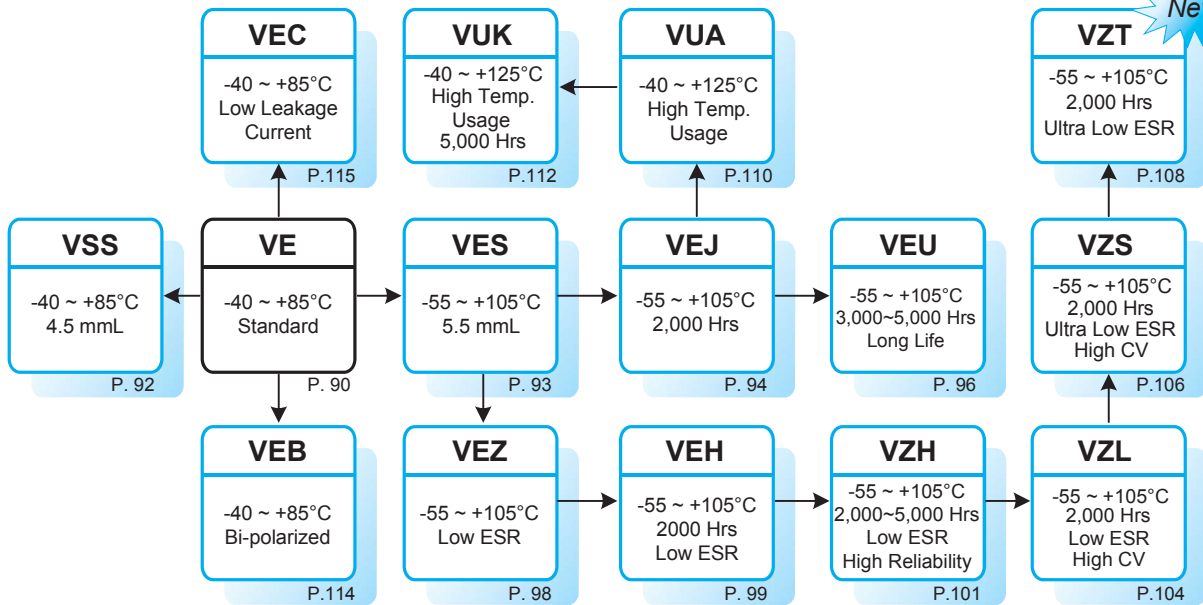 VEC
-40 ~ +85°C
Low Leakage
Current
P.115
VUK
-40 ~ +125°C
High Temp.
Usage
5,000 Hrs
P.112
VUA
-40 ~ +125°C
High Temp.
Usage
P.110
VZT
-55 ~ +105°C
2,000 Hrs
Ultra Low ESR
P.108
Ne
VSS
-40 ~ +85°C
4.5 mmL
P. 92
VE
-40 ~ +85°C
Standard
P. 90
VES
-55 ~ +105°C
5.5 mmL
P. 93
VEJ
-55 ~ +105°C
2,000 Hrs
P. 94
VEU
-55 ~ +105°C
3,000~5,000 Hrs
Long Life
P. 96
VZS
-55 ~ +105°C
2,000 Hrs
Ultra Low ESR
High CV
P.106
VEB
-40 ~ +85°C
Bi-polarized
P.114
VEZ
-55 ~ +105°C
Low ESR
P. 98
VEH
-55 ~ +105°C
2000 Hrs
Low ESR
P. 99
VZH
-55 ~ +105°C
2,000~5,000 Hrs
Low ESR
High Reliability
P.101
VZL
-55 ~ +105°C
2,000 Hrs
Low ESR
High CV
P.104